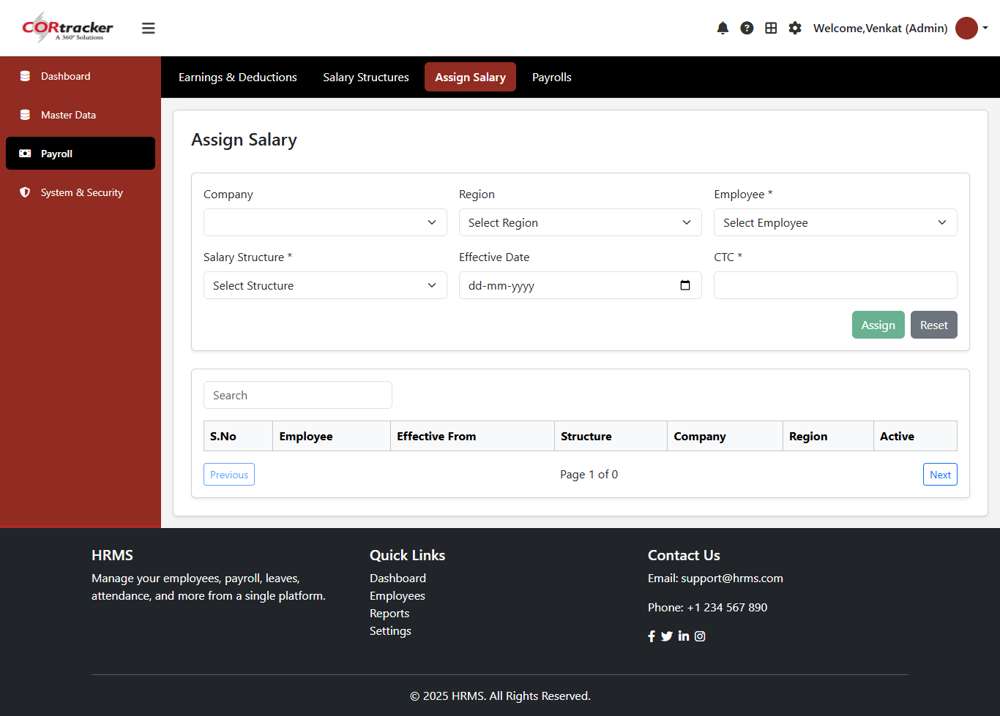 CORtracker
A 360° Solutions
Welcome,Venkat (Admin)
Dashboard
Master Data
Payroll
System & Security
Earnings & Deductions
Salary Structures
Assign Salary
Payrolls
Assign Salary
Company
Region
Employee *
Select Region
Select Employee
Salary Structure *
Effective Date
CTC *
Select Structure
dd-mm-yyyy
Assign
Reset
Search
S.No
Employee
Effective From
Structure
Company
Region
Active
Previous
Page 1 of 0
Next
HRMS
Manage your employees, payroll, leaves,
attendance, and more from a single platform.
Quick Links
Dashboard
Employees
Reports
Settings
Contact Us
Email: support@hrms.com
Phone: +1 234 567 890
© 2025 HRMS. All Rights Reserved.